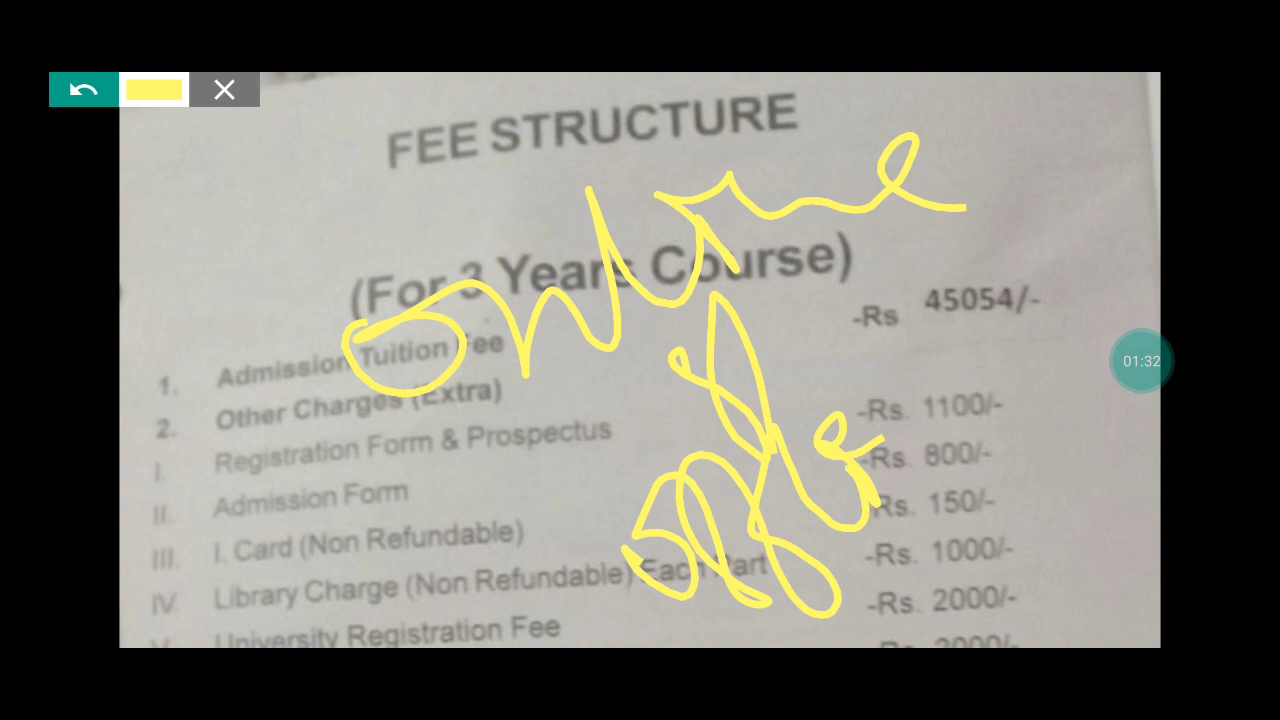 FEE STRUCTURE
(For 3 Years Course)
1. Admission Tuition Fee -Rs 45054/-
2. Other Charges (Extra)
I. Registration Form & Prospectus -Rs. 1100/-
II. Admission Form -Rs. 800/-
III. I. Card (Non Refundable) Rs. 150/-
IV. Library Charge (Non Refundable) Each Part -Rs. 1000/-
V. University Registration Fee -Rs. 2000/-
01:32